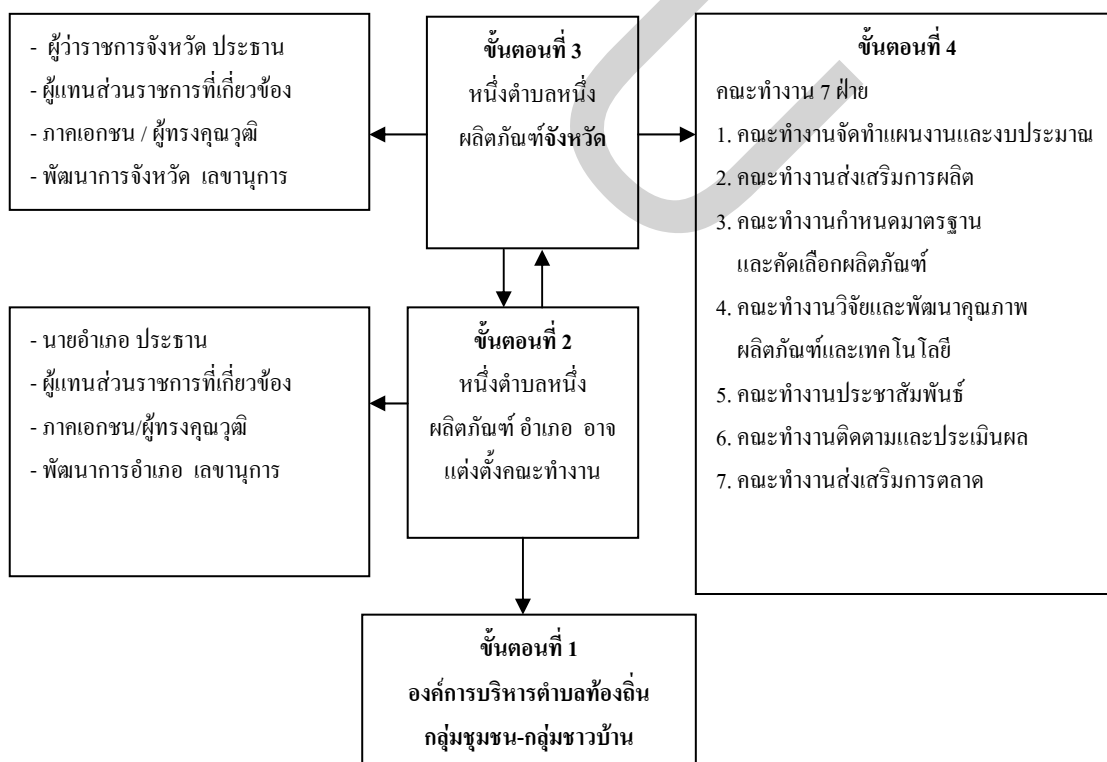 - ผู้ว่าราชการจังหวัด ประธาน
- ผู้แทนส่วนราชการที่เกี่ยวข้อง
- ภาคเอกชน / ผู้ทรงคุณวุฒิ
- พัฒนาการจังหวัด เลขานุการ
ขั้นตอนที่ 3
หนึ่งตำบลหนึ่ง
ผลิตภัณฑ์จังหวัด
ขั้นตอนที่ 4
คณะทำงาน 7 ฝ่าย
1. คณะทำงานจัดทำแผนงานและงบประมาณ
2. คณะทำงานส่งเสริมการผลิต
3. คณะทำงานกำหนดมาตรฐาน
และคัดเลือกผลิตภัณฑ์
4. คณะทำงานวิจัยและพัฒนาคุณภาพ
ผลิตภัณฑ์และเทคโนโลยี
5. คณะทำงานประชาสัมพันธ์
6. คณะทำงานติดตามและประเมินผล
7. คณะทำงานส่งเสริมการตลาด
- นายอำเภอ ประธาน
- ผู้แทนส่วนราชการที่เกี่ยวข้อง
- ภาคเอกชน/ผู้ทรงคุณวุฒิ
- พัฒนาการอำเภอ เลขานุการ
ขั้นตอนที่ 2
หนึ่งตำบลหนึ่ง
ผลิตภัณฑ์ อำเภอ อาจ
แต่งตั้งคณะทำงาน
ขั้นตอนที่ 1
องค์การบริหารตำบลท้องถิ่น
กลุ่มชุมชน-กลุ่มชาวบ้าน